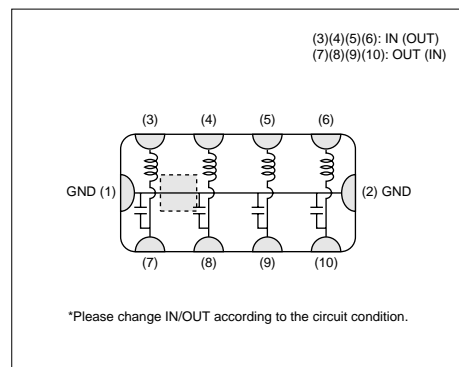 (3)(4)(5)(6): IN (OUT)
(7)(8)(9)(10): OUT (IN)
(3) (4) (5) (6)
GND (1) (2) GND
(7) (8) (9) (10)
*Please change IN/OUT according to the circuit condition.